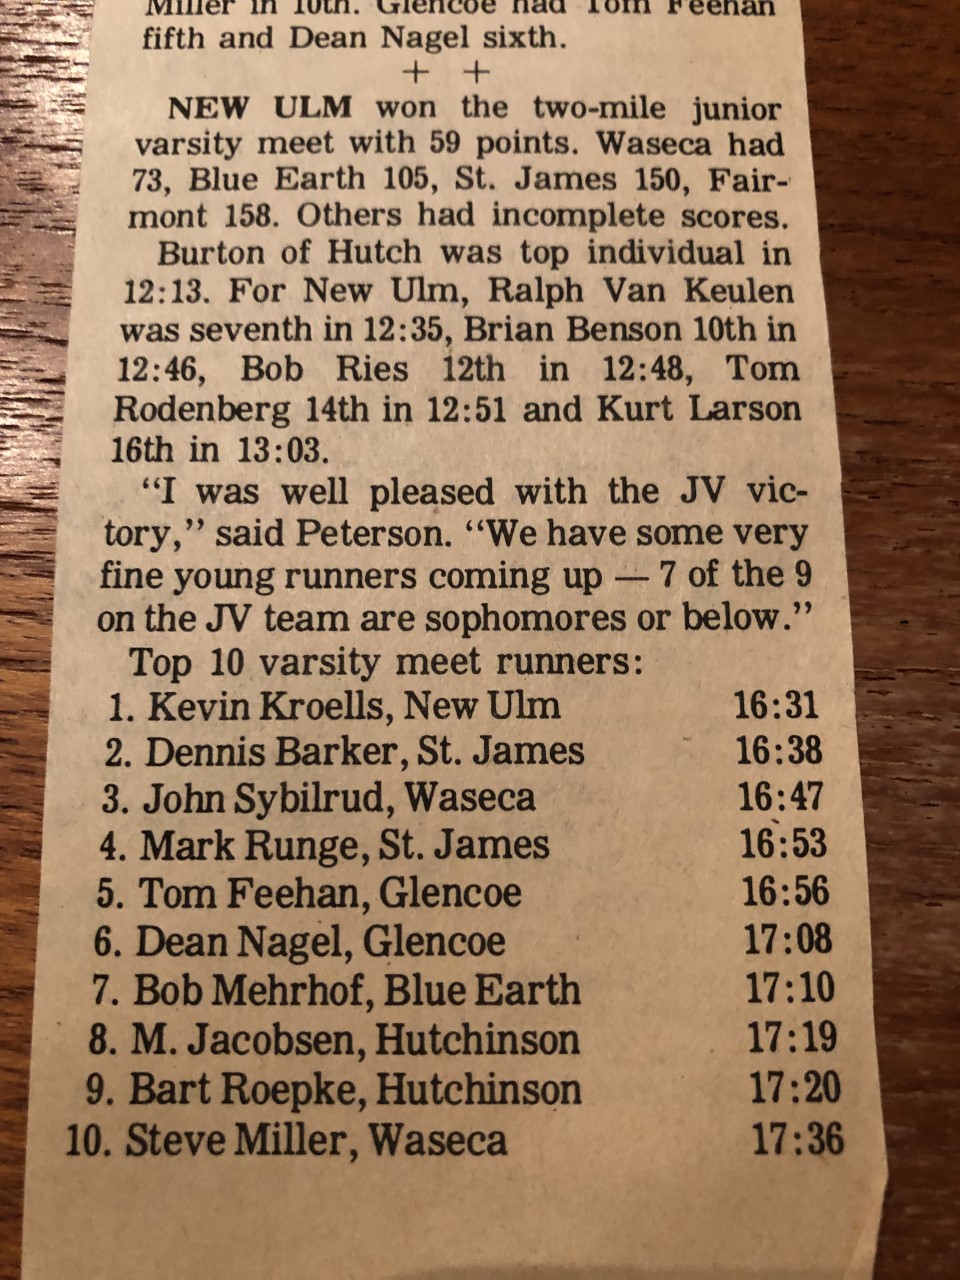 Miller in 10th. Glencoe had Tom Feehan
fifth and Dean Nagel sixth.
+ +
NEW ULM won the two-mile junior
varsity meet with 59 points. Waseca had
73, Blue Earth 105, St. James 150, Fair-
mont 158. Others had incomplete scores.
Burton of Hutch was top individual in
12:13. For New Ulm, Ralph Van Keulen
was seventh in 12:35, Brian Benson 10th in
12:46, Bob Ries 12th in 12:48, Tom
Rodenberg 14th in 12:51 and Kurt Larson
16th in 13:03.
“I was well pleased with the JV vic-
tory,” said Peterson. “We have some very
fine young runners coming up — 7 of the 9
on the JV team are sophomores or below.”
Top 10 varsity meet runners:
1. Kevin Kroells, New Ulm 16:31
2. Dennis Barker, St. James 16:38
3. John Sybilrud, Waseca 16:47
4. Mark Runge, St. James 16:53
5. Tom Feehan, Glencoe 16:56
6. Dean Nagel, Glencoe 17:08
7. Bob Mehrhof, Blue Earth 17:10
8. M. Jacobsen, Hutchinson 17:19
9. Bart Roepke, Hutchinson 17:20
10. Steve Miller, Waseca 17:36